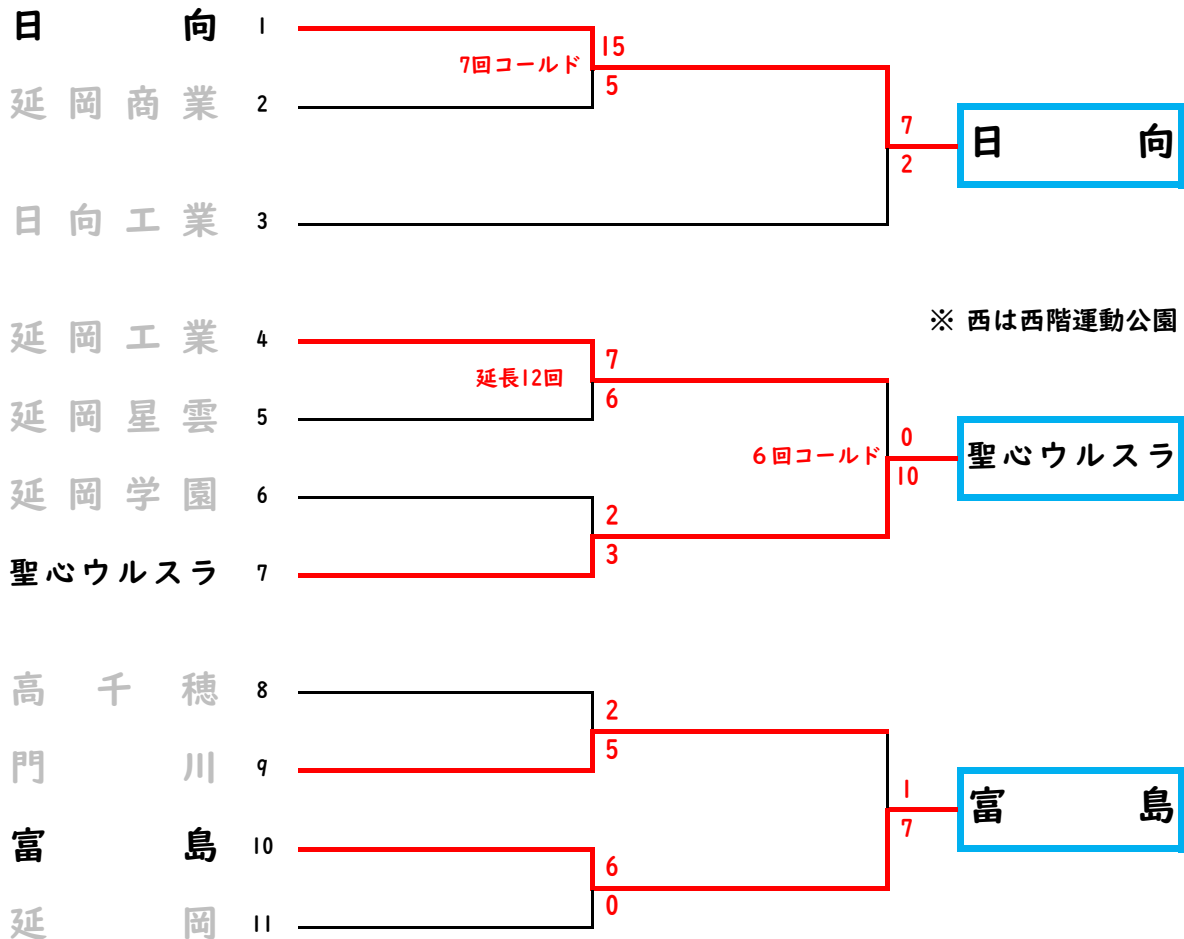 日向 1
15
7回コールド
5
延岡商業 2
7
日向
2
日向工業 3
※ 西は西階運動公園
延岡工業 4
7
延長12回
6
延岡星雲 5
0
6回コールド
聖心ウルスラ
10
延岡学園 6
2
3
聖心ウルスラ 7
高千穂 8
2
5
門川 9
1
富島
7
富島 10
6
0
延岡 11